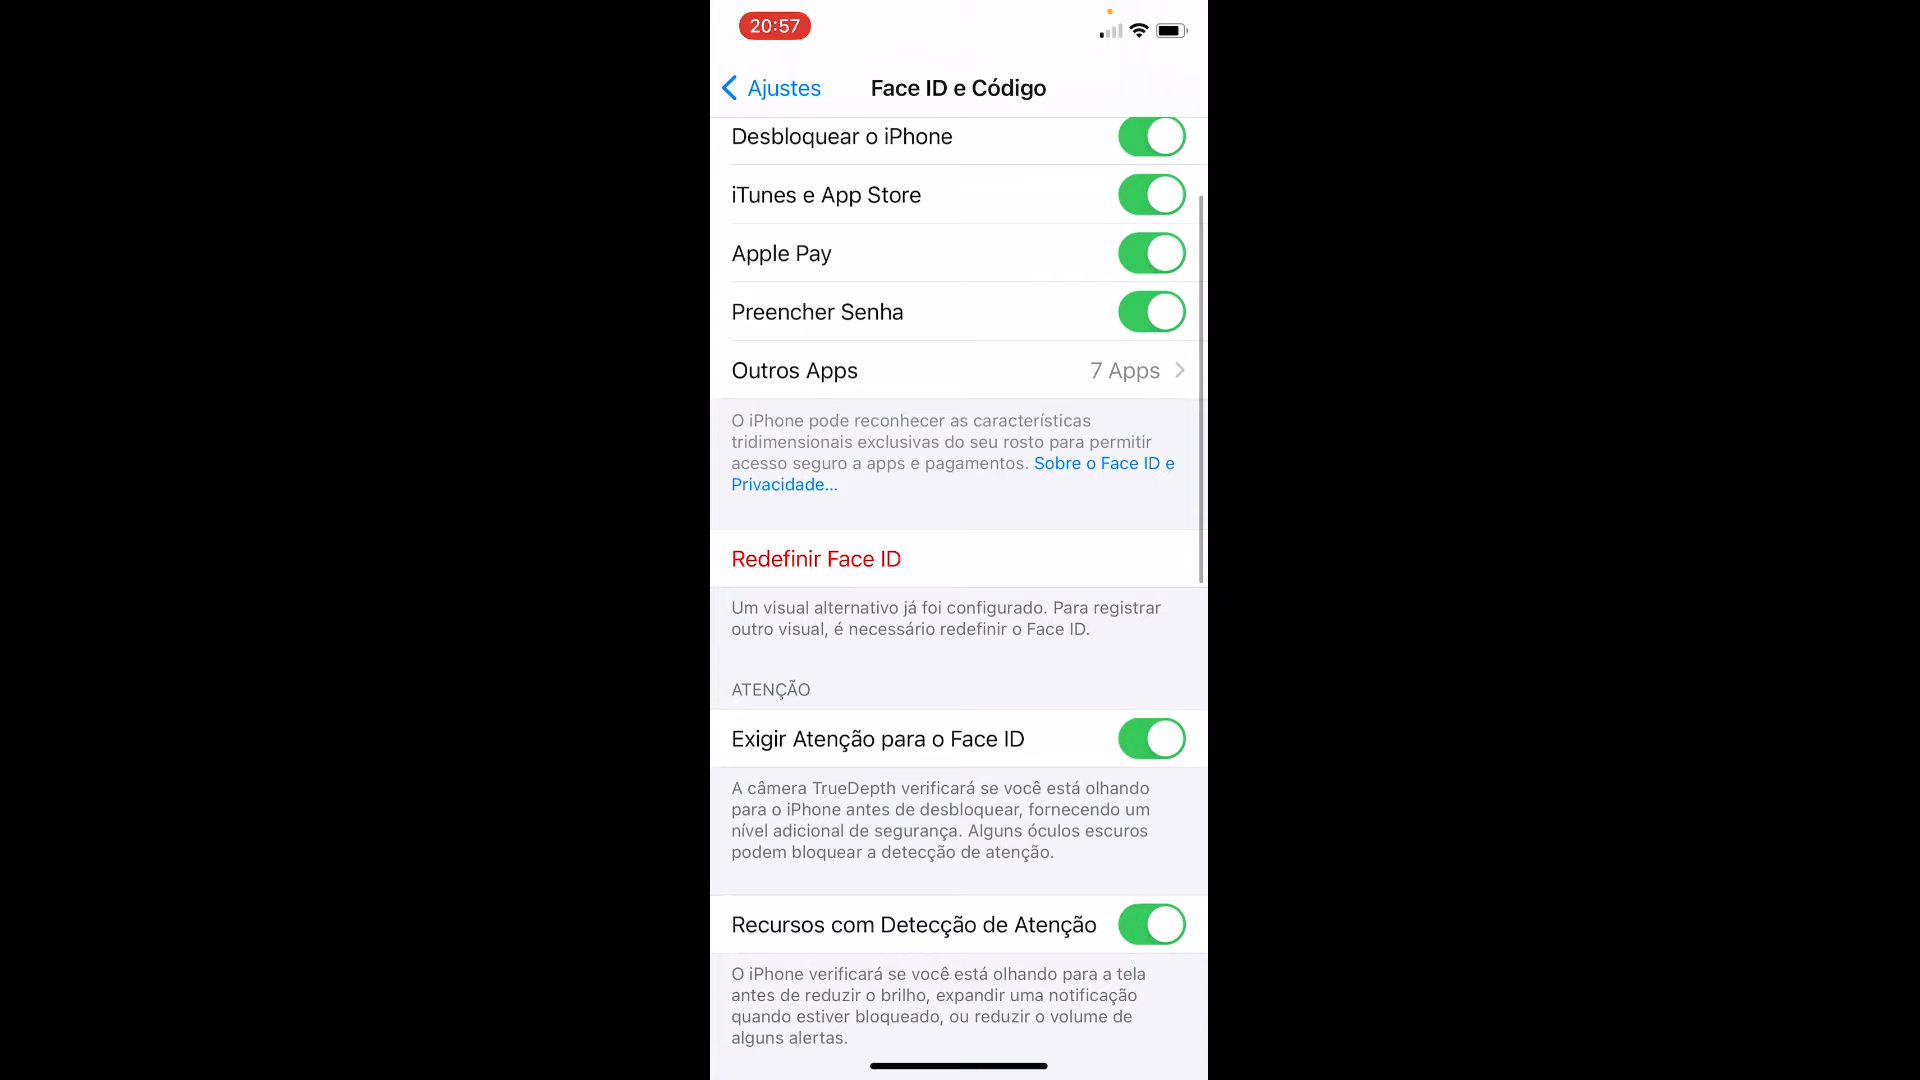 20:57
Ajustes
Face ID e Código
Desbloquear o iPhone
iTunes e App Store
Apple Pay
Preencher Senha
Outros Apps 7 Apps
O iPhone pode reconhecer as características
tridimensionais exclusivas do seu rosto para permitir
acesso seguro a apps e pagamentos. Sobre o Face ID e
Privacidade...
Redefinir Face ID
Um visual alternativo já foi configurado. Para registrar
outro visual, é necessário redefinir o Face ID.
ATENÇÃO
Exigir Atenção para o Face ID
A câmera TrueDepth verificará se você está olhando
para o iPhone antes de desbloquear, fornecendo um
nível adicional de segurança. Alguns óculos escuros
podem bloquear a detecção de atenção.
Recursos com Detecção de Atenção
O iPhone verificará se você está olhando para a tela
antes de reduzir o brilho, expandir uma notificação
quando estiver bloqueado, ou reduzir o volume de
alguns alertas.